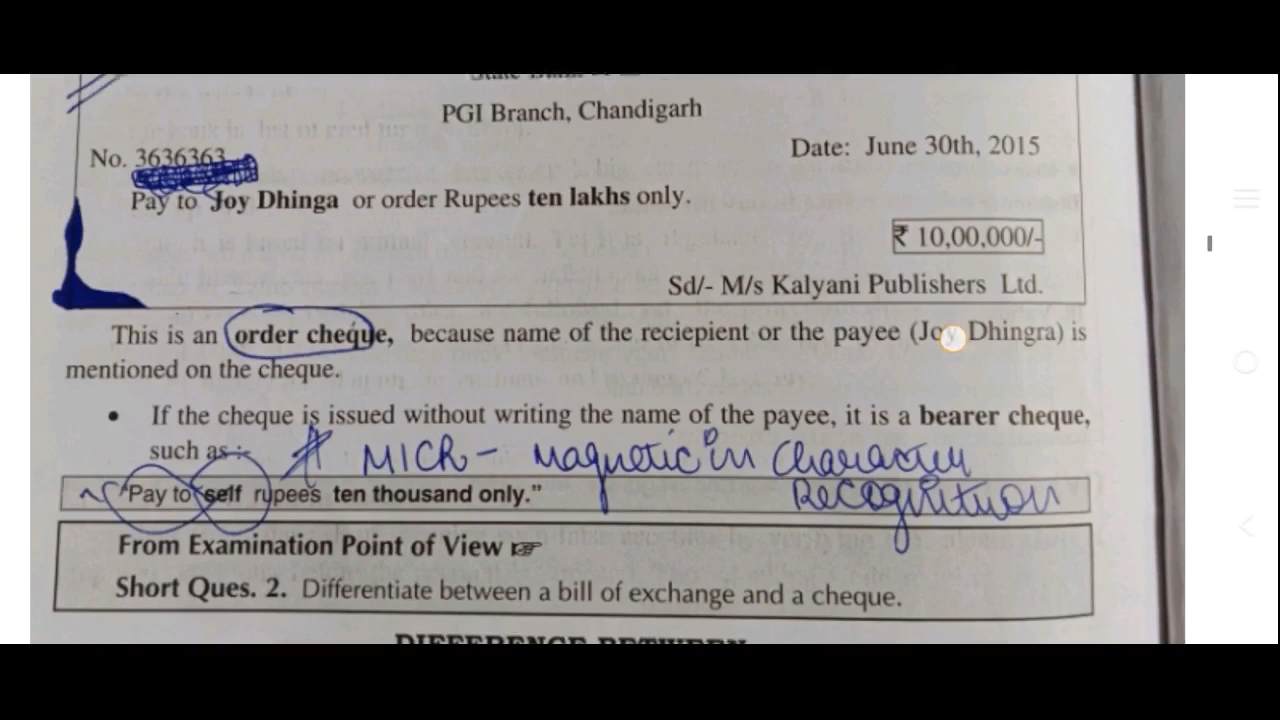 PGI Branch, Chandigarh
No. 3636363
Date: June 30th, 2015
Pay to Joy Dhinga or order Rupees ten lakhs only.
₹ 10,00,000/-
Sd/- M/s Kalyani Publishers Ltd.
This is an order cheque, because name of the reciepient or the payee (Joy Dhingra) is
mentioned on the cheque.
• If the cheque is issued without writing the name of the payee, it is a bearer cheque,
such as :-
MICR - Magnetic in Character
Recognition
"Pay to self rupees ten thousand only."
From Examination Point of View ☞
Short Ques. 2. Differentiate between a bill of exchange and a cheque.
DIFFERENCE BETWEEN